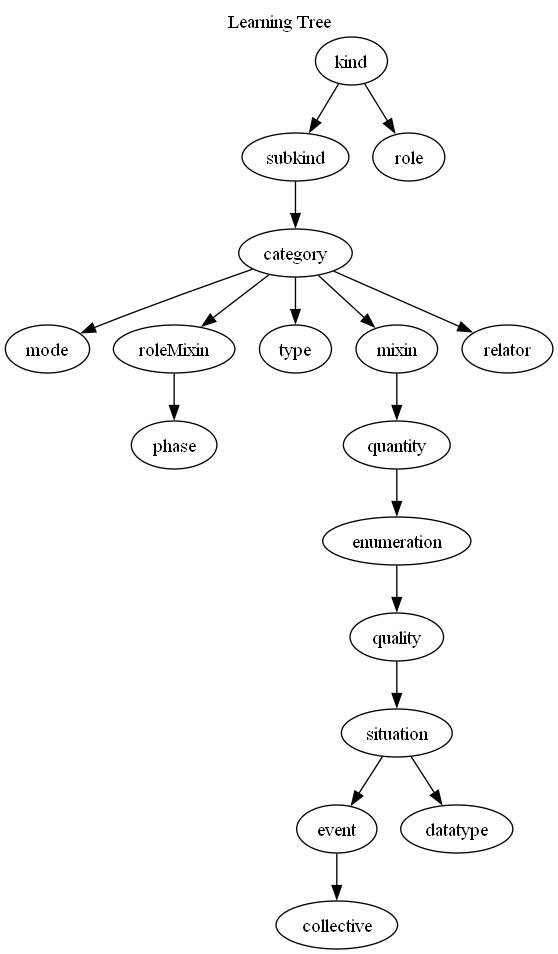 Learning Tree
kind
subkind
role
category
mode
roleMixin
type
mixin
relator
phase
quantity
enumeration
quality
situation
event
datatype
collective